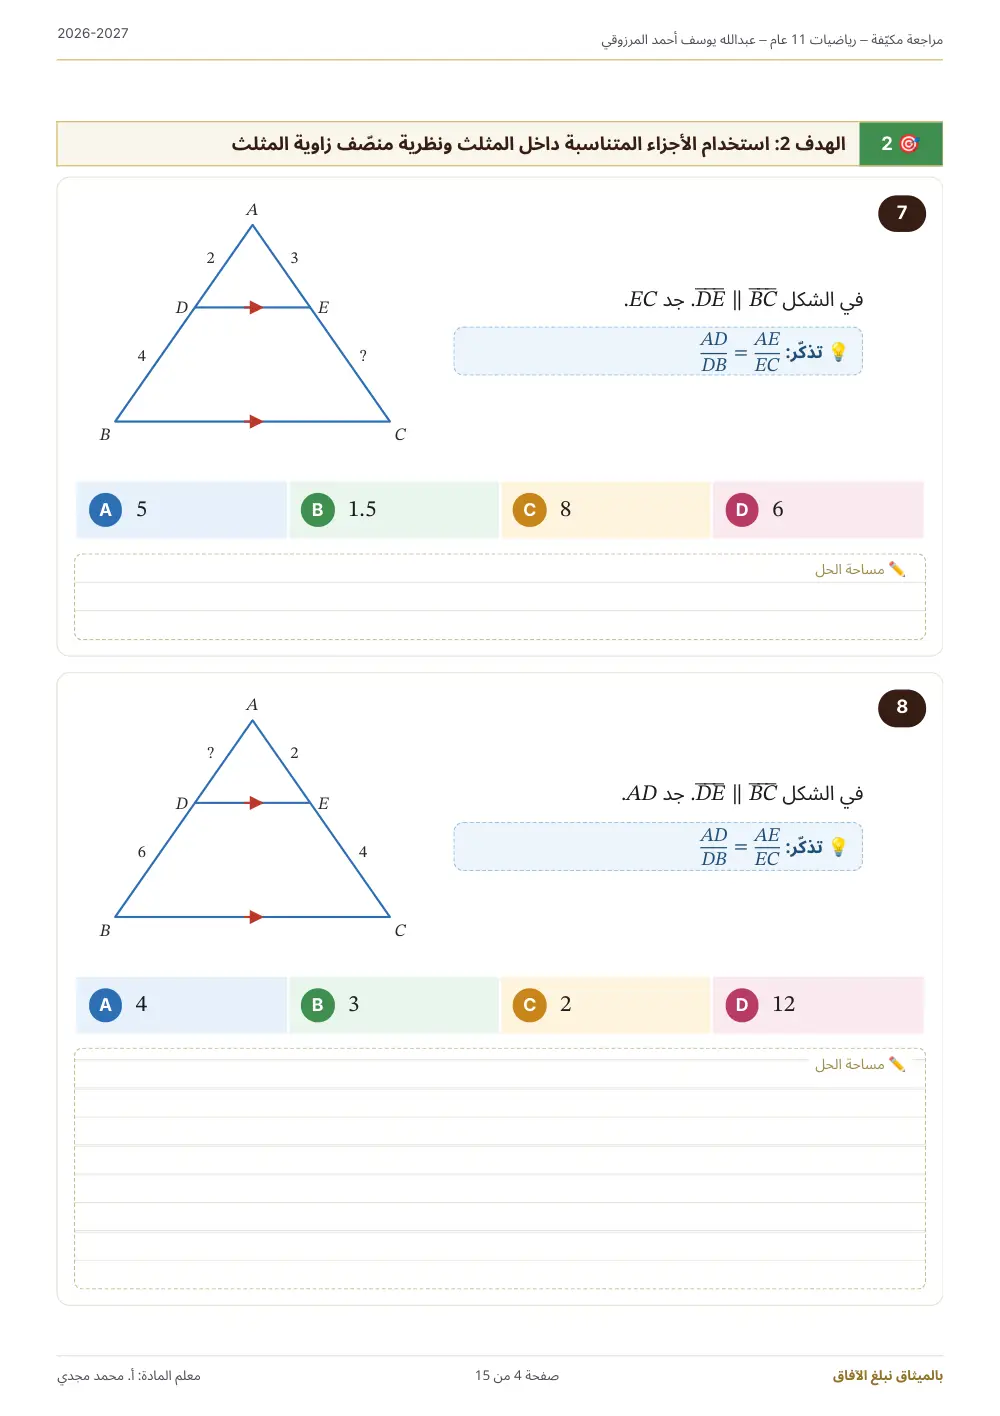 مراجعة مكيّفة – رياضيات 11 عام – عبدالله يوسف أحمد المرزوقي
2026-2027
🎯 2
الهدف 2: استخدام الأجزاء المتناسبة داخل المثلث ونظرية منصّف زاوية المثلث
7
في الشكل DE ∥ BC. جد EC.
💡 تذكّر: AD/DB = AE/EC
A
2
3
D
E
4
?
B
C
A 5
B 1.5
C 8
D 6
✏️ مساحة الحل
8
في الشكل DE ∥ BC. جد AD.
💡 تذكّر: AD/DB = AE/EC
A
?
2
D
E
6
4
B
C
A 4
B 3
C 2
D 12
✏️ مساحة الحل
بالميثاق نبلغ الآفاق
صفحة 4 من 15
معلم المادة: أ. محمد مجدي